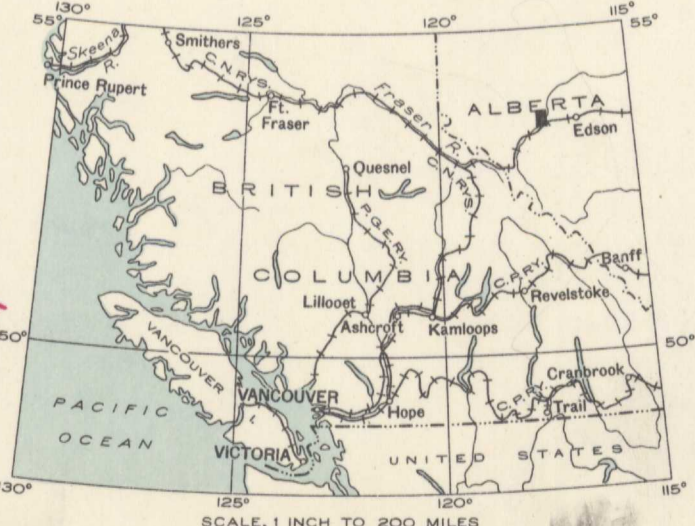 130°
125°
120°
115°
55°
55°
Skeena R.
Smithers
C.N.RYS.
Prince Rupert
Ft. Fraser
Fraser R.
ALBERTA
Edson
Quesnel
C.N.RYS.
BRITISH
P.G.E.RY.
COLUMBIA
C.P.RY.
Banff
Lillooet
Revelstoke
Ashcroft
Kamloops
50°
50°
VANCOUVER
I.
VANCOUVER
Cranbrook
C.P.RY.
PACIFIC
OCEAN
Hope
Trail
VICTORIA
UNITED STATES
130°
125°
120°
115°
SCALE, 1 INCH TO 200 MILES